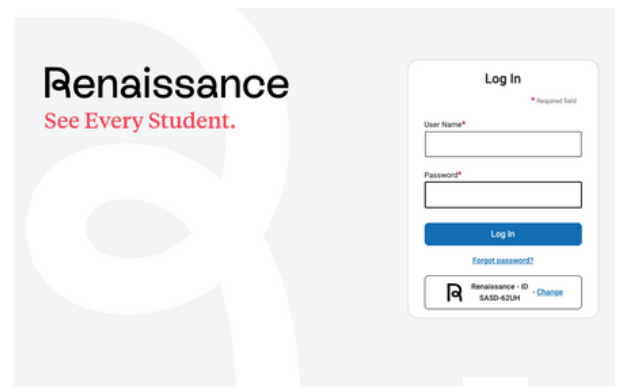 Renaissance
See Every Student.
Log In
* Required field
User Name*
Password*
Log In
Forgot password?
Renaissance - ID
SASD-62UH
- Change